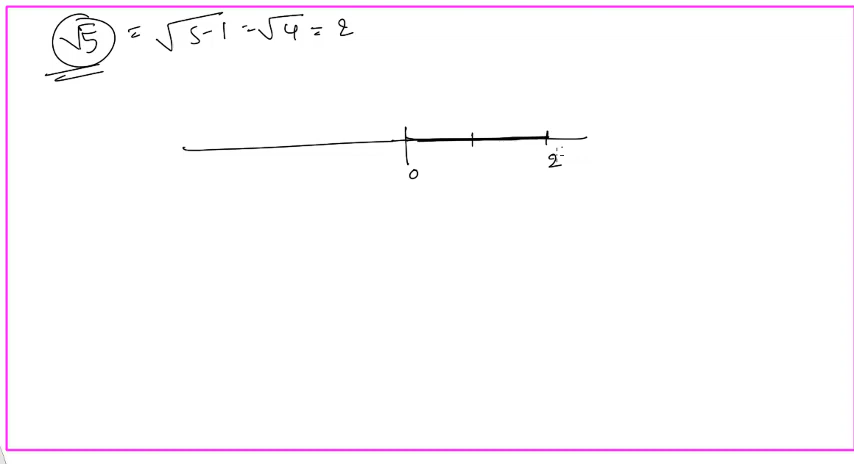 √5 = √5-1 = √4 = 2
0 2